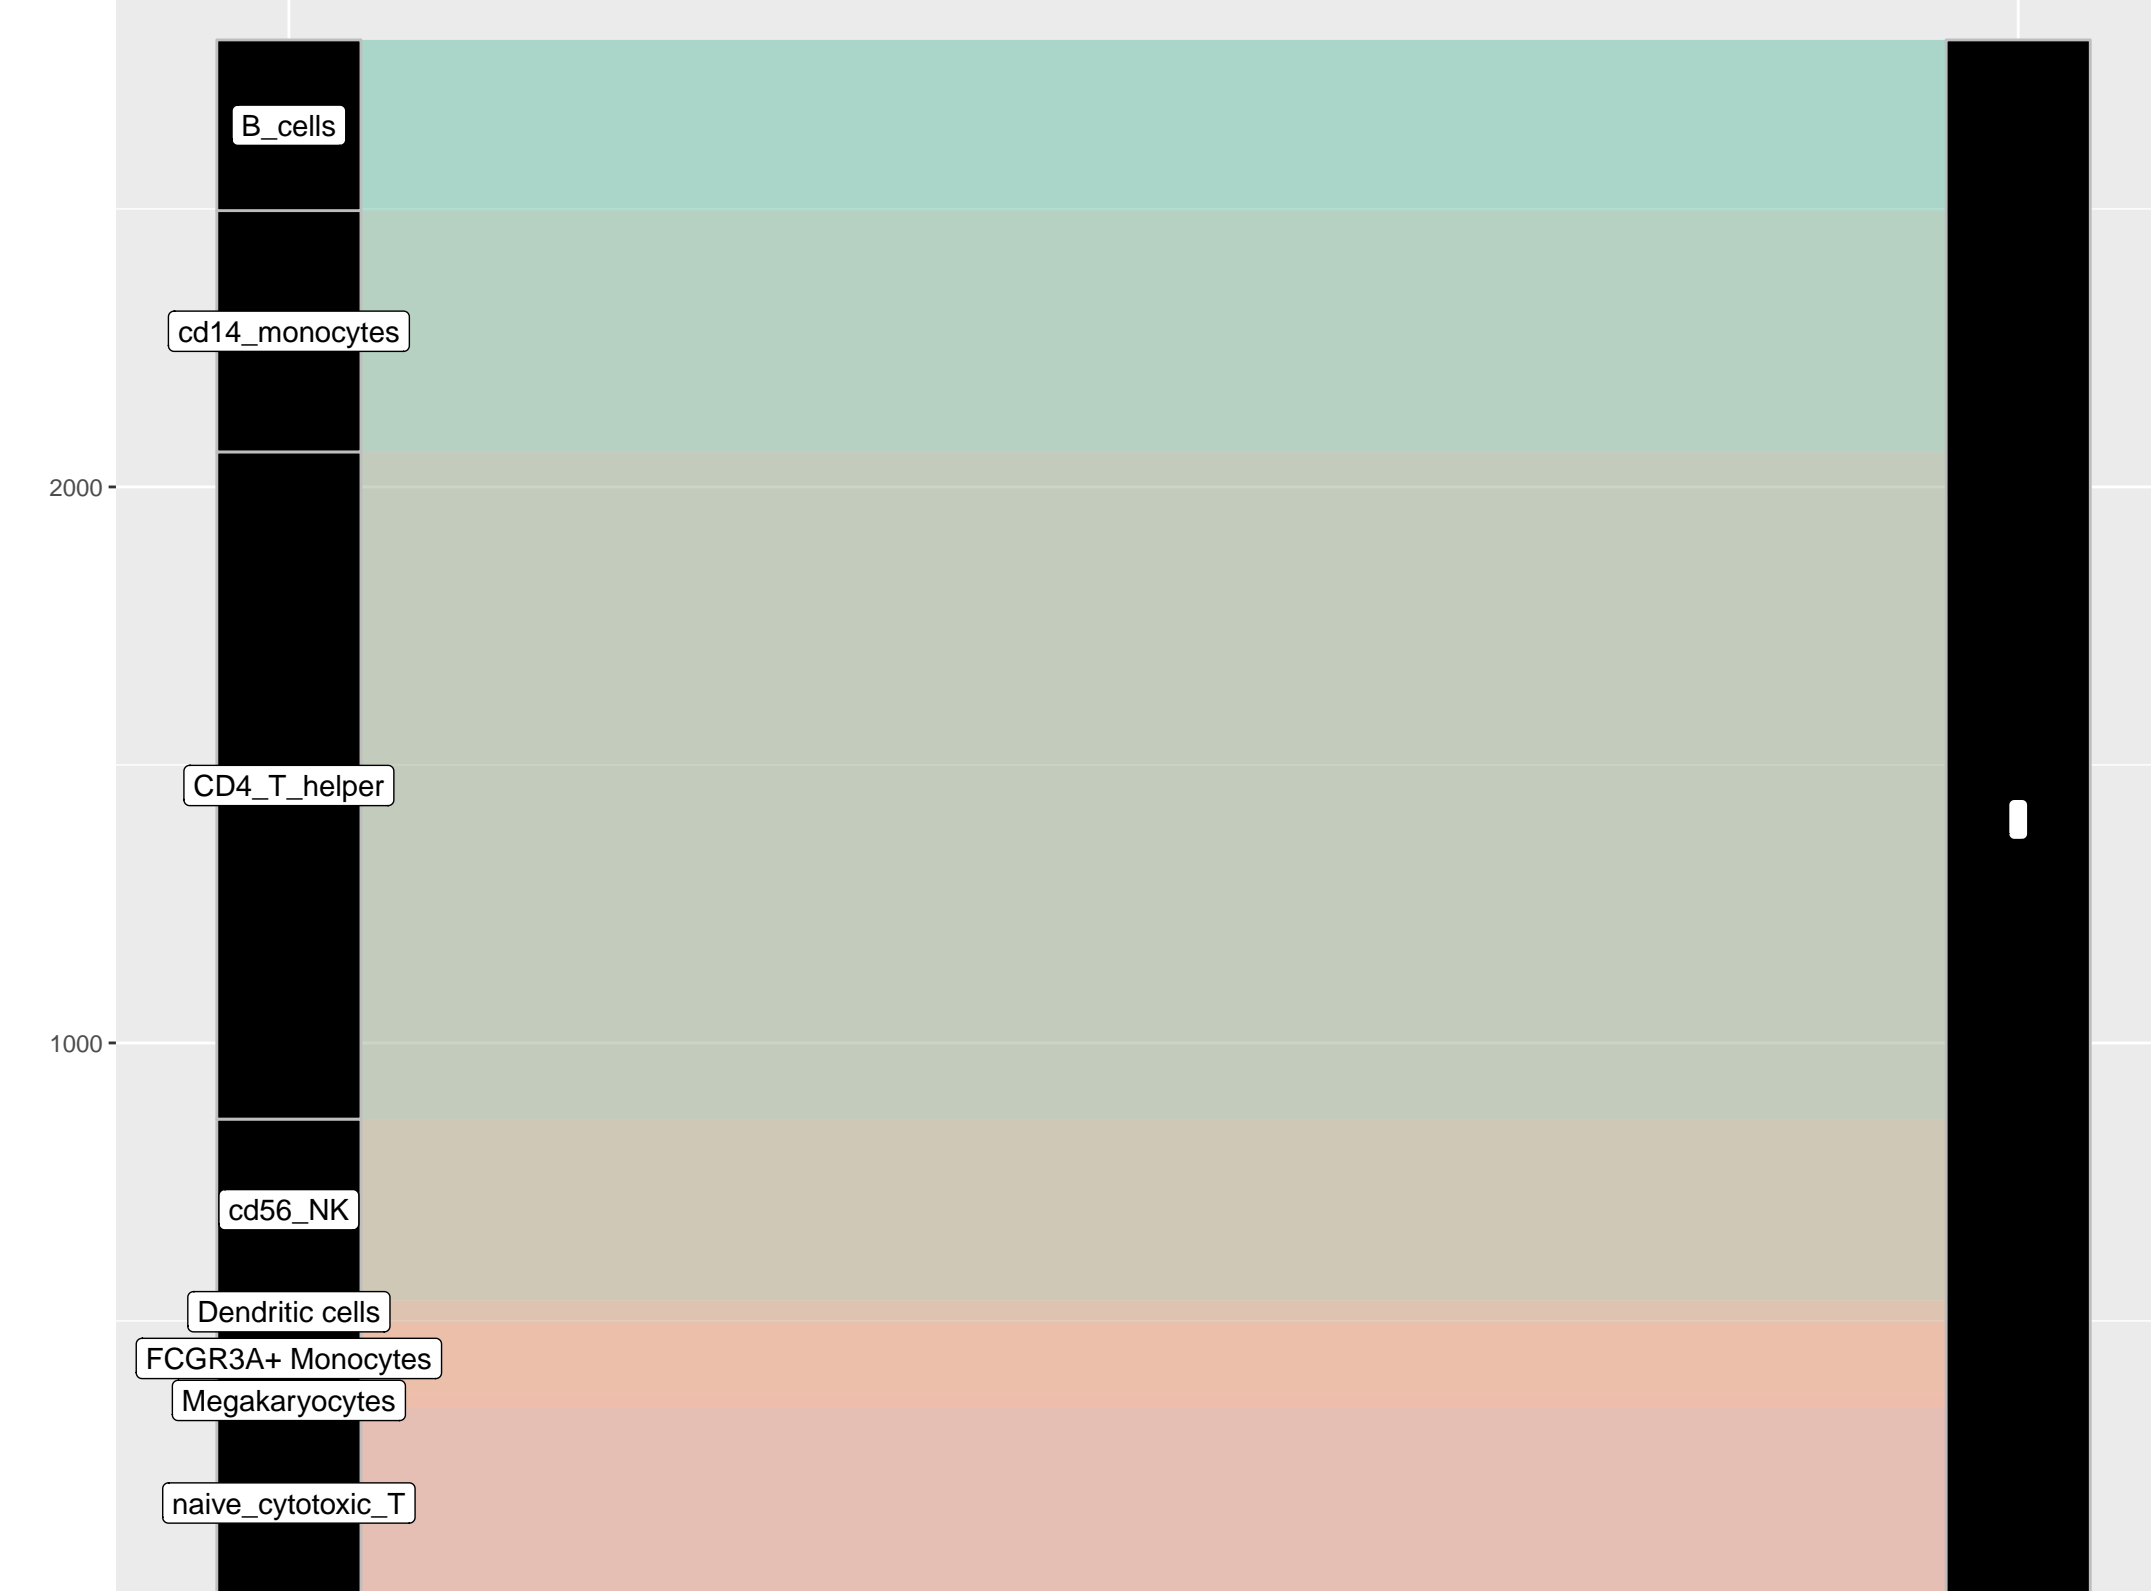 B_cells
cd14_monocytes
2000
CD4_T_helper
1000
cd56_NK
Dendritic cells
FCGR3A+ Monocytes
Megakaryocytes
naive_cytotoxic_T